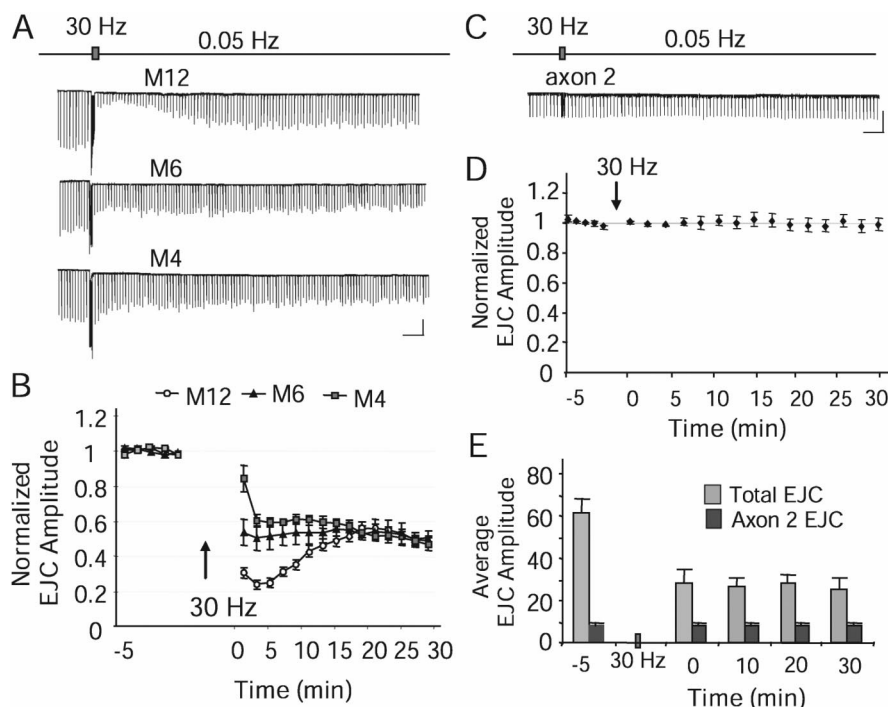 A
30 Hz
0.05 Hz
M12
M6
M4
B
M12 M6 M4
1.2
1
0.8
0.6
0.4
0.2
0
Normalized
EJC Amplitude
30 Hz
-5 0 5 10 15 20 25 30
Time (min)
C
30 Hz
0.05 Hz
axon 2
D
30 Hz
1.2
1
0.8
0.6
0.4
0.2
0
Normalized
EJC Amplitude
-5 0 5 10 15 20 25 30
Time (min)
E
80
60
40
20
0
Average
EJC Amplitude
Total EJC
Axon 2 EJC
-5 30 Hz 0 10 20 30
Time (min)